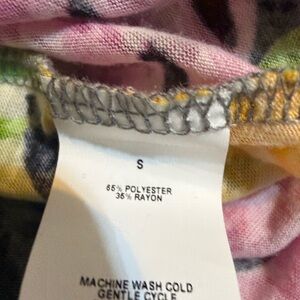 S
65% POLYESTER
35% RAYON
MACHINE WASH COLD
GENTLE CYCLE